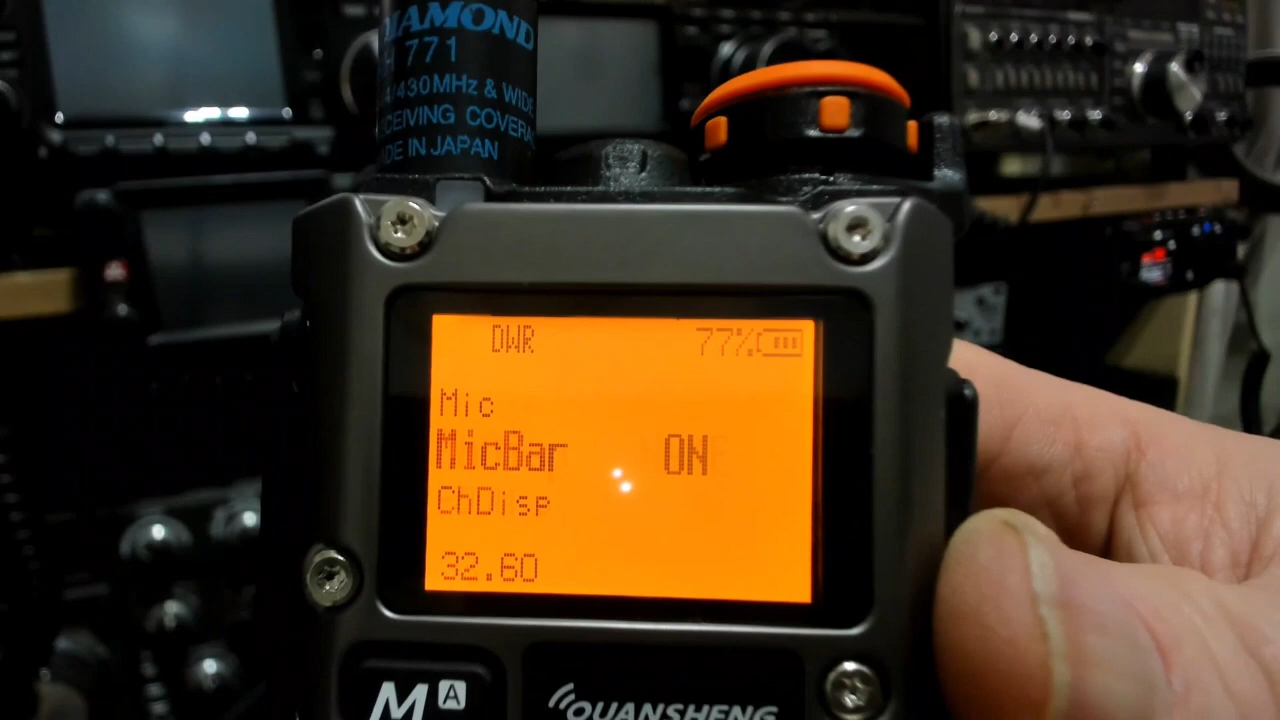 DIAMOND
771
/430MHz & WIDE
CEIVING COVERA
DE IN JAPAN
DWR 77%
Mic
MicBar ON
ChDisp
32.60
M A
QUANSHENG